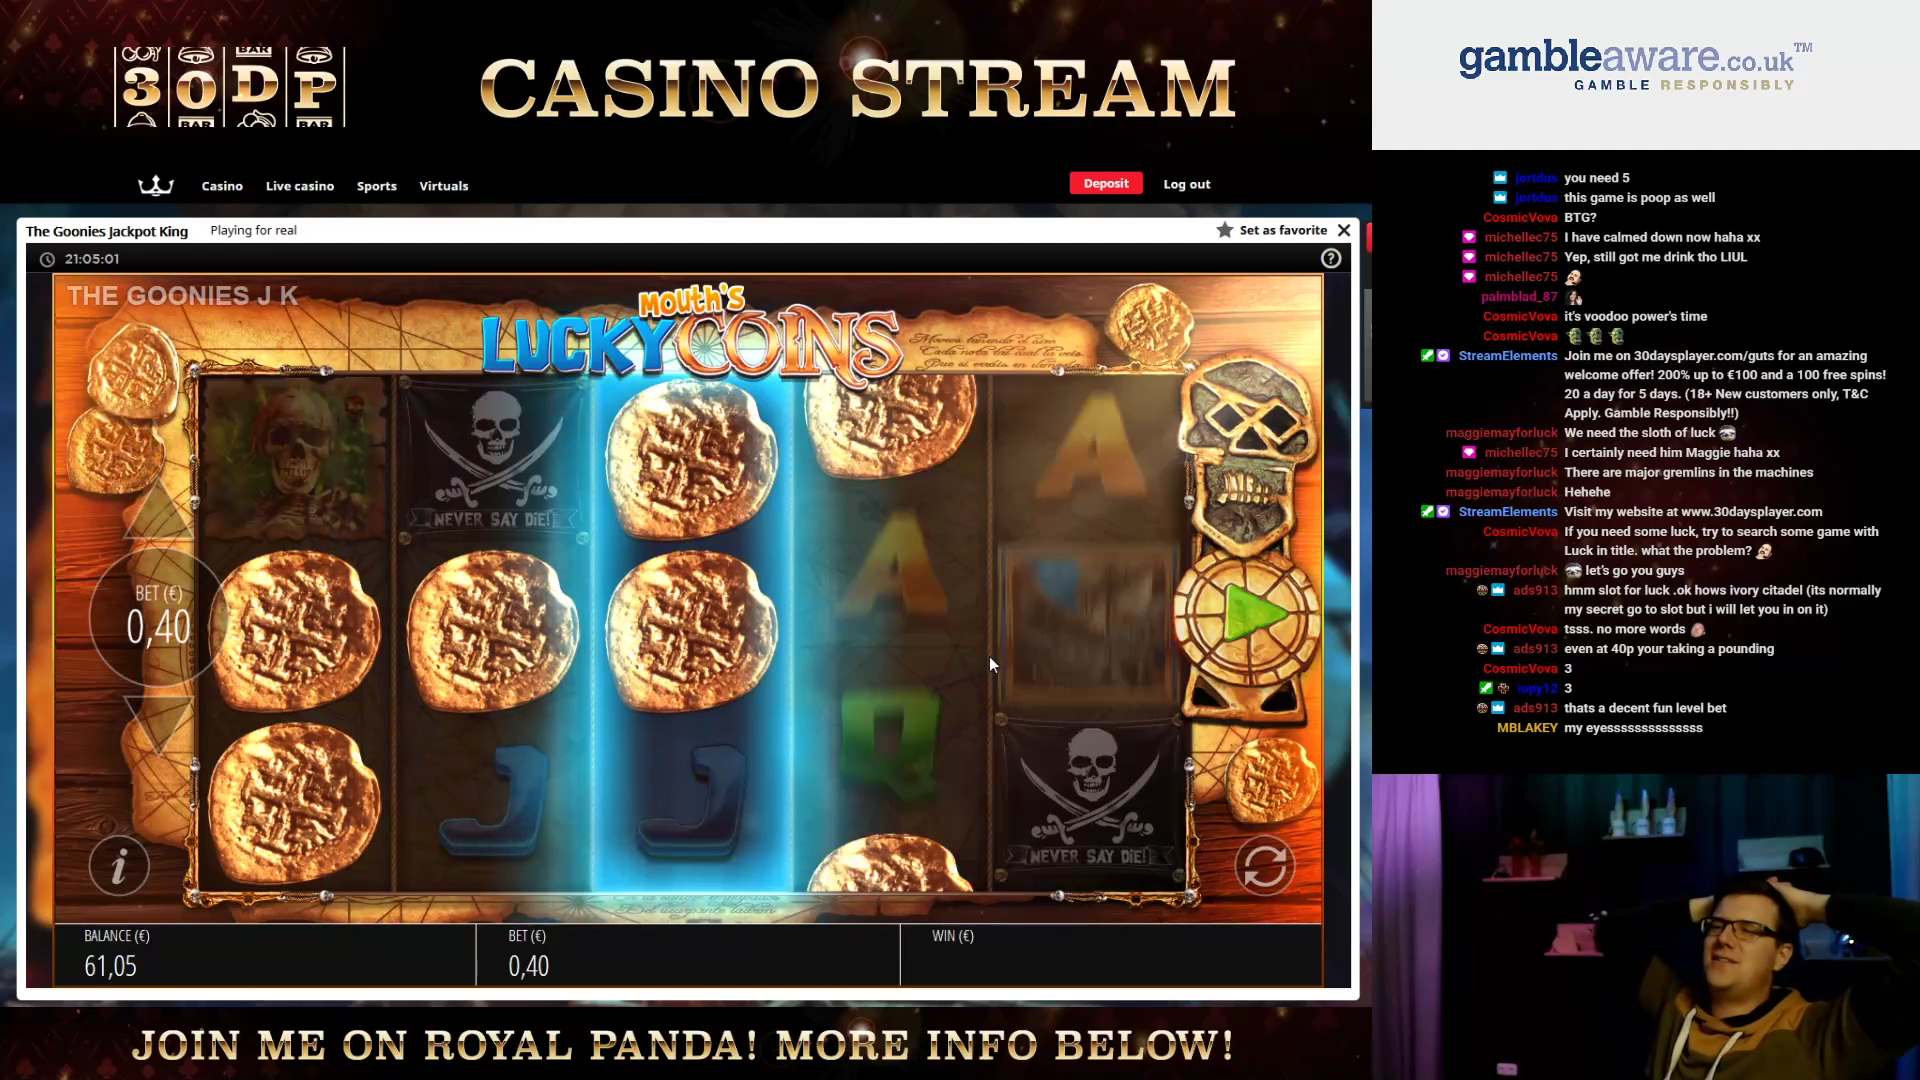 30DP
BAR
BAR BAR
CASINO STREAM
gambleaware.co.uk™
GAMBLE RESPONSIBLY
Casino Live casino Sports Virtuals
Deposit Log out
The Goonies Jackpot King Playing for real
Set as favorite
21:05:01
THE GOONIES J K
MOUTH'S
LUCKY COINS
BET (€)
0,40
NEVER SAY DIE!
A
A
J
J
Q
NEVER SAY DIE!
BALANCE (€)
61,05
BET (€)
0,40
WIN (€)
JOIN ME ON ROYAL PANDA! MORE INFO BELOW!
jortdus you need 5
jortdus this game is poop as well
CosmicVova BTG?
michellec75 I have calmed down now haha xx
michellec75 Yep, still got me drink tho LIUL
michellec75
palmblad_87
CosmicVova it's voodoo power's time
CosmicVova
StreamElements Join me on 30daysplayer.com/guts for an amazing
welcome offer! 200% up to €100 and a 100 free spins!
20 a day for 5 days. (18+ New customers only, T&C
Apply. Gamble Responsibly!!)
maggiemayforluck We need the sloth of luck
michellec75 I certainly need him Maggie haha xx
maggiemayforluck There are major gremlins in the machines
maggiemayforluck Hehehe
StreamElements Visit my website at www.30daysplayer.com
CosmicVova If you need some luck, try to search some game with
Luck in title. what the problem?
maggiemayforluck let's go you guys
ads913 hmm slot for luck .ok hows ivory citadel (its normally
my secret go to slot but i will let you in on it)
CosmicVova tsss. no more words
ads913 even at 40p your taking a pounding
CosmicVova 3
iopy12 3
ads913 thats a decent fun level bet
MBLAKEY my eyesssssssssssss